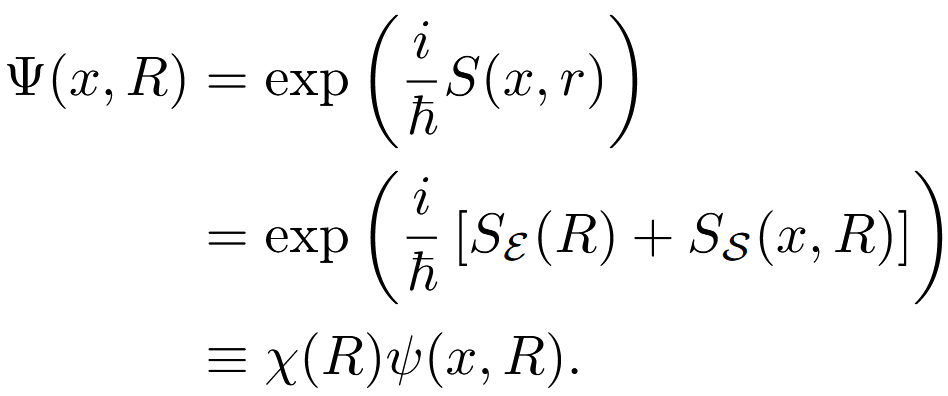 Ψ(x, R) = exp ( i/ħ S(x, r) )
= exp ( i/ħ [S_ℰ(R) + S_𝒮(x, R)] )
≡ χ(R)ψ(x, R).